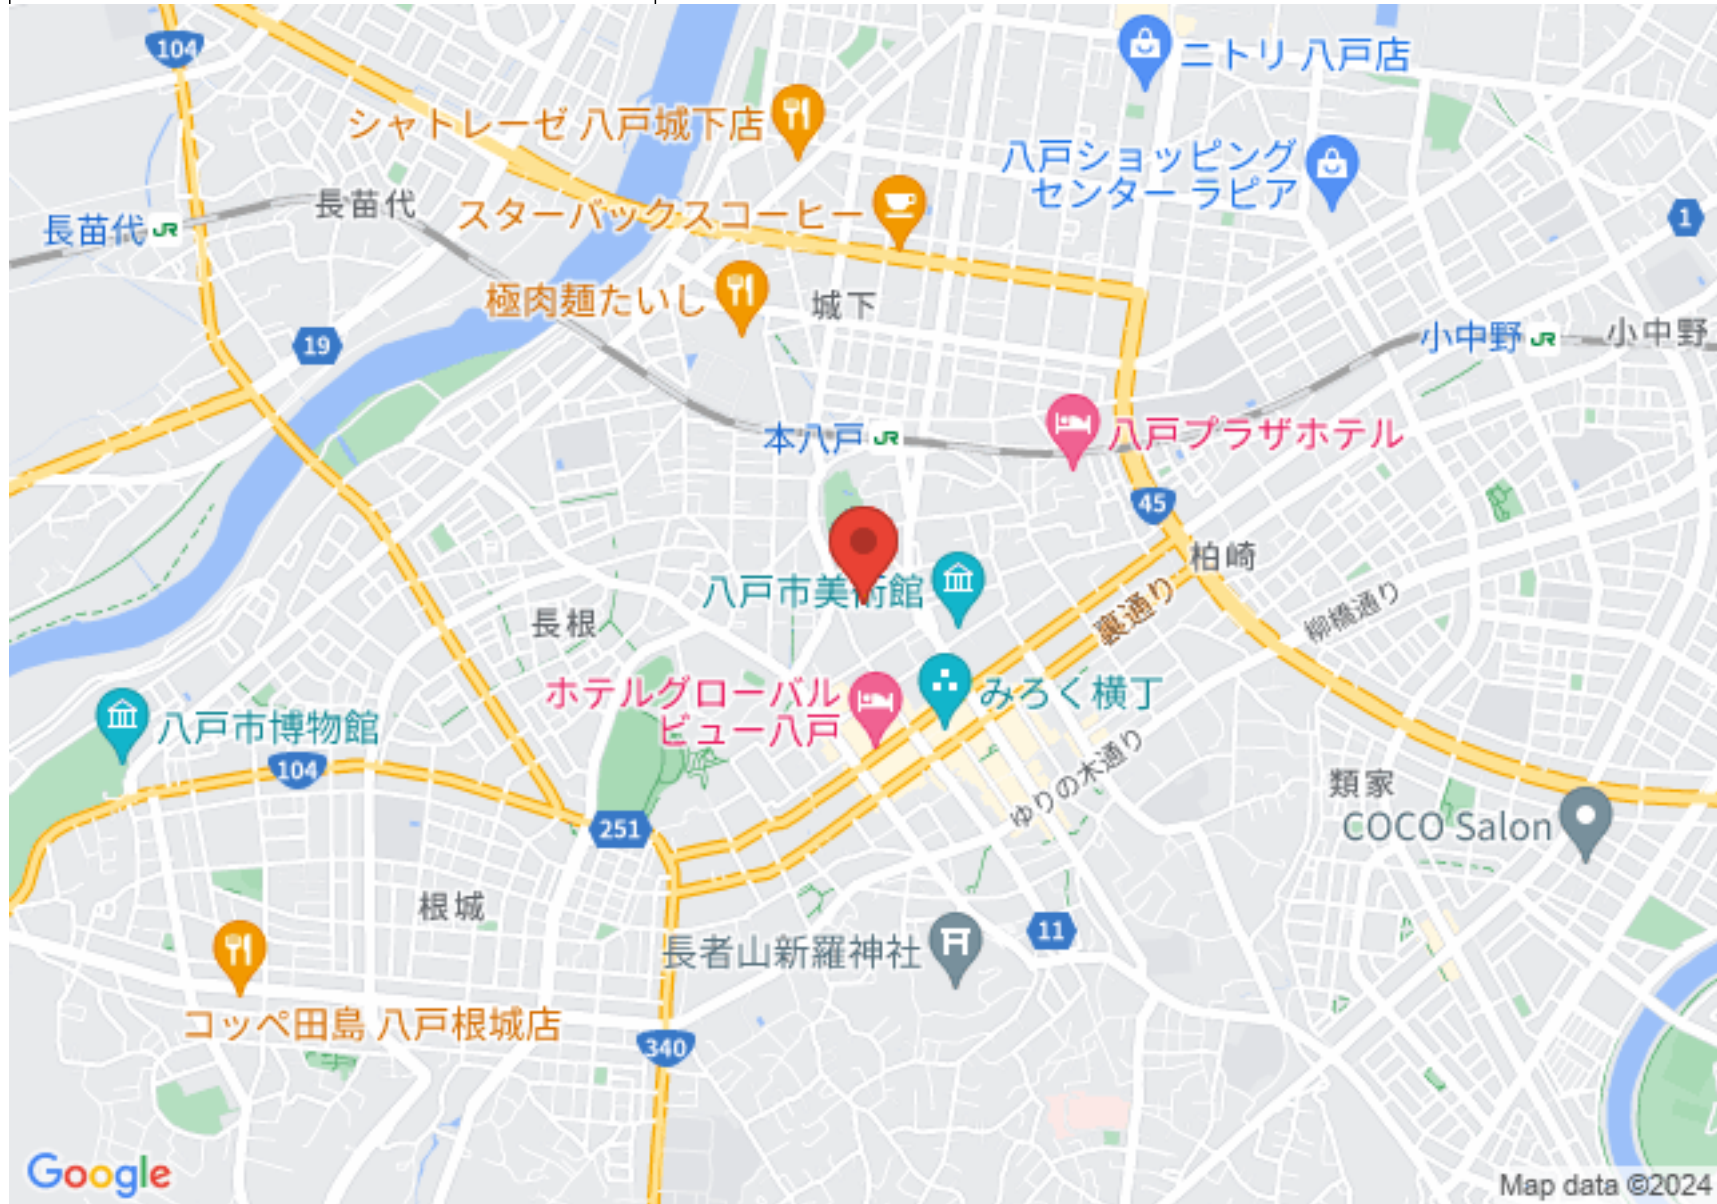 104
ニトリ 八戸店
シャトレーゼ 八戸城下店
八戸ショッピング
センター ラピア
長苗代
スターバックスコーヒー
1
長苗代 JR
極肉麺たいし
城下
19
小中野 JR
小中野
本八戸 JR
八戸プラザホテル
45
柏崎
八戸市美術館
裏通り
柳橋通り
長根
ホテルグローバル
ビュー八戸
みろく横丁
八戸市博物館
104
ゆりの木通り
類家
251
COCO Salon
根城
長者山新羅神社
11
コッペ田島 八戸根城店
340
Google
Map data ©2024